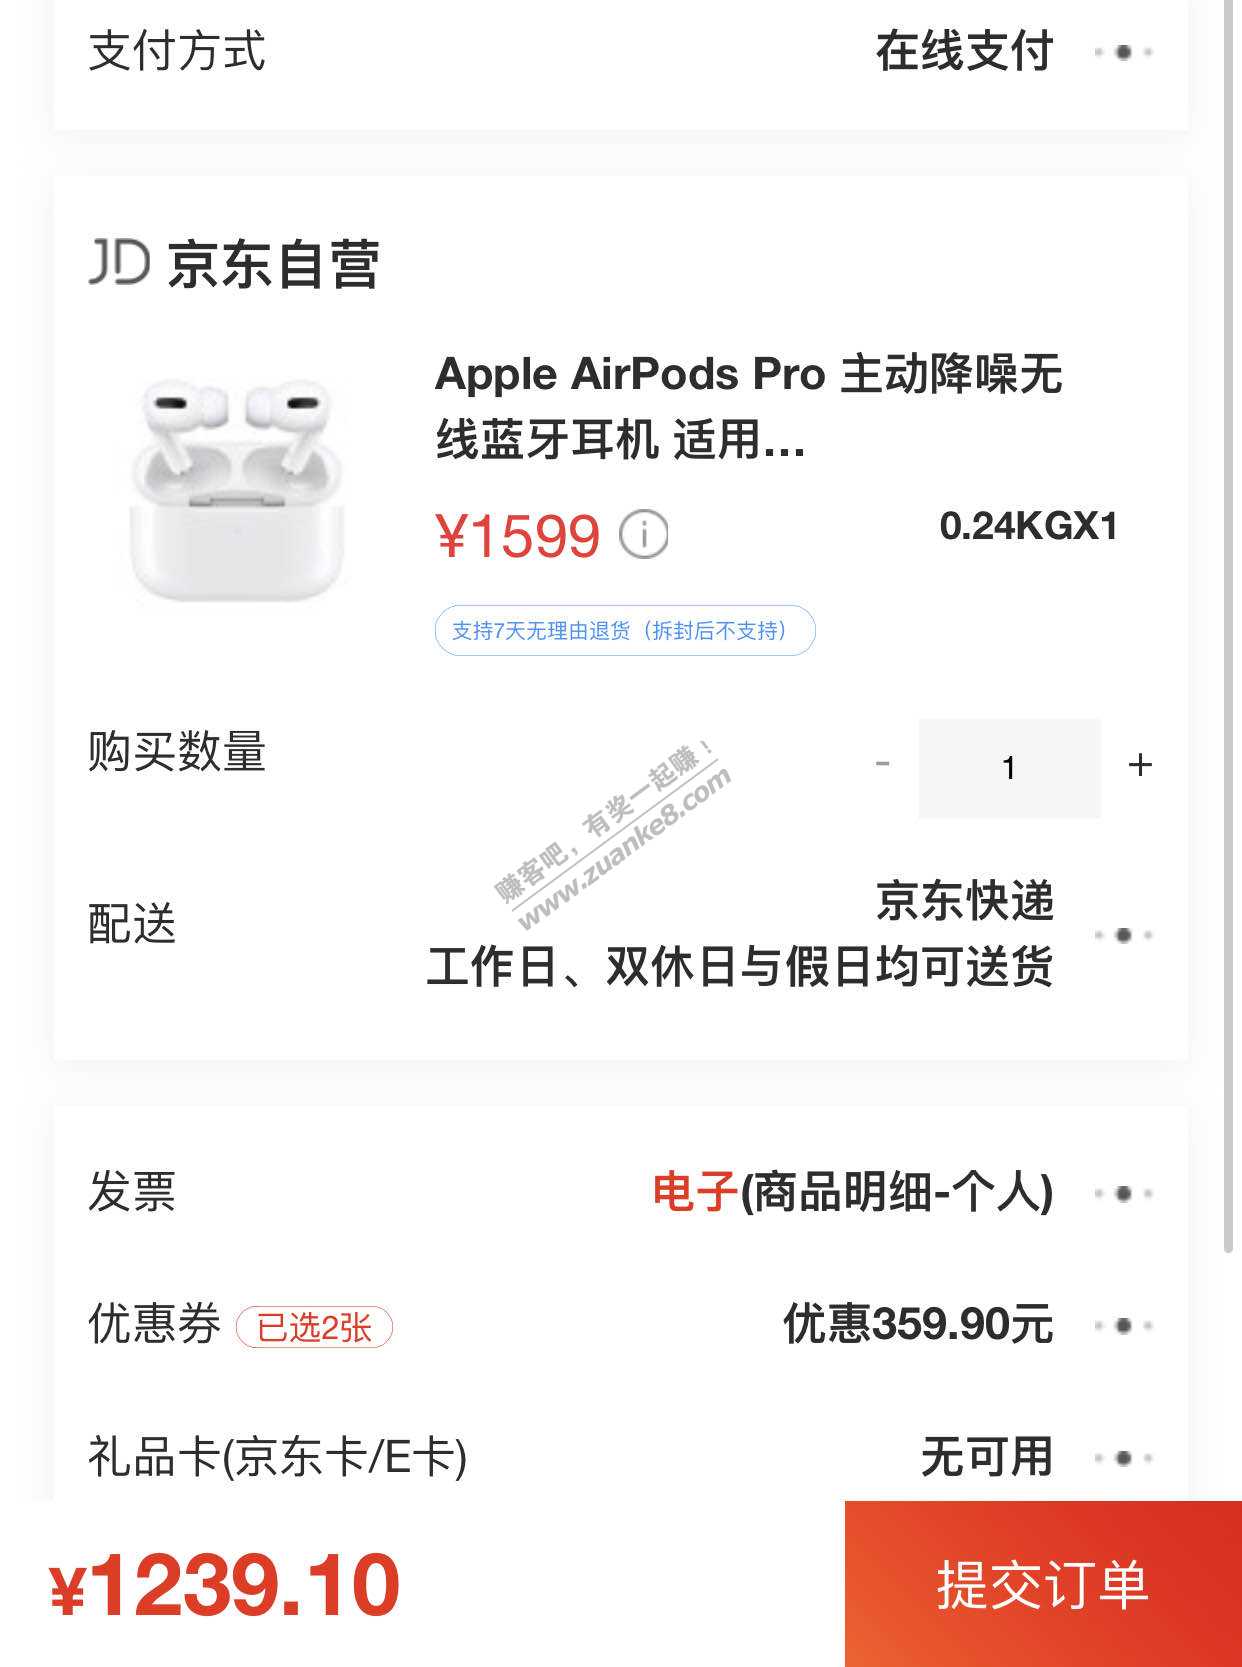 支付方式 在线支付
JD 京东自营
Apple AirPods Pro 主动降噪无
线蓝牙耳机 适用...
¥1599 i 0.24KGX1
支持7天无理由退货（拆封后不支持）
购买数量 - 1 +
赚客吧，有奖一起赚！
www.zuanke8.com
配送 京东快递
工作日、双休日与假日均可送货
发票 电子(商品明细-个人)
优惠券 已选2张 优惠359.90元
礼品卡(京东卡/E卡) 无可用
¥1239.10 提交订单